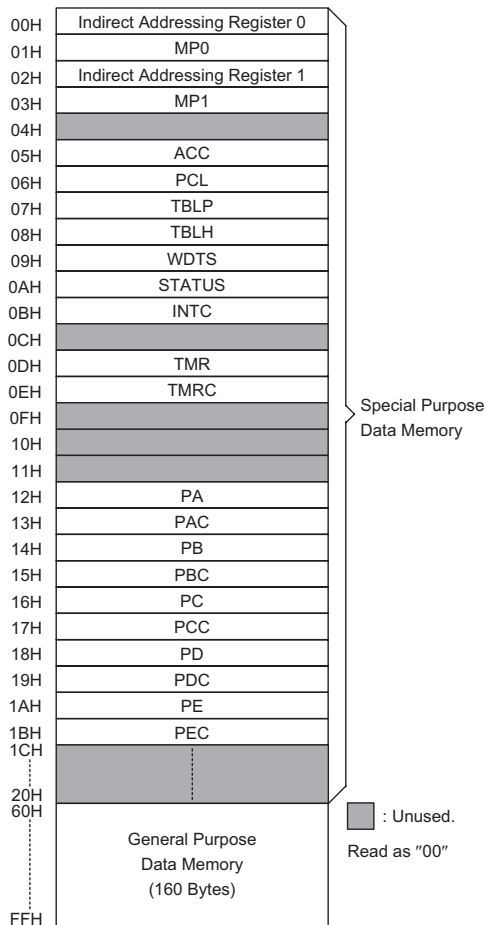 00H Indirect Addressing Register 0
01H MP0
02H Indirect Addressing Register 1
03H MP1
04H
05H ACC
06H PCL
07H TBLP
08H TBLH
09H WDTS
0AH STATUS
0BH INTC
0CH
0DH TMR
0EH TMRC
0FH
10H
11H
12H PA
13H PAC
14H PB
15H PBC
16H PC
17H PCC
18H PD
19H PDC
1AH PE
1BH PEC
1CH
20H
60H
General Purpose
Data Memory
(160 Bytes)
FFH
Special Purpose
Data Memory
: Unused.
Read as "00"